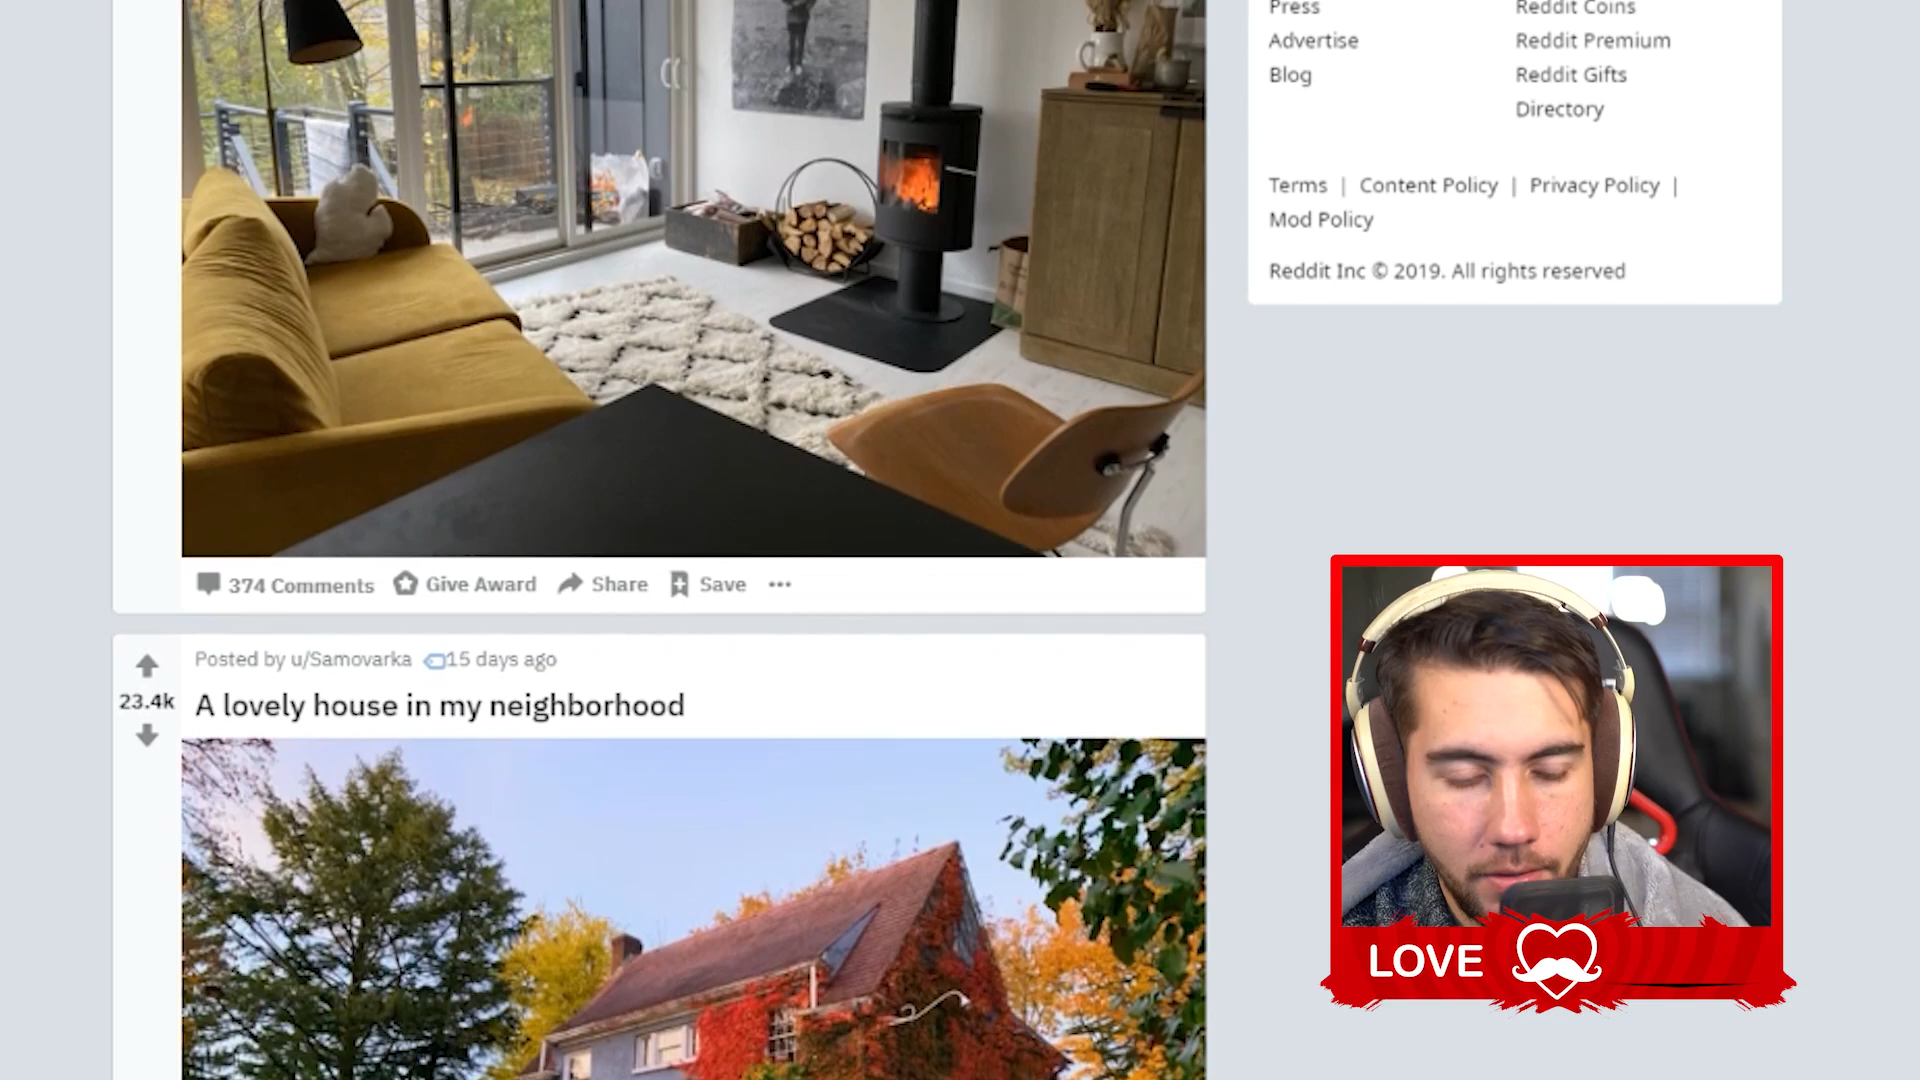 Press
Reddit Coins
Advertise
Reddit Premium
Blog
Reddit Gifts
Directory
Terms | Content Policy | Privacy Policy |
Mod Policy
Reddit Inc © 2019. All rights reserved
374 Comments Give Award Share Save •••
Posted by u/Samovarka 15 days ago
23.4k
A lovely house in my neighborhood
LOVE